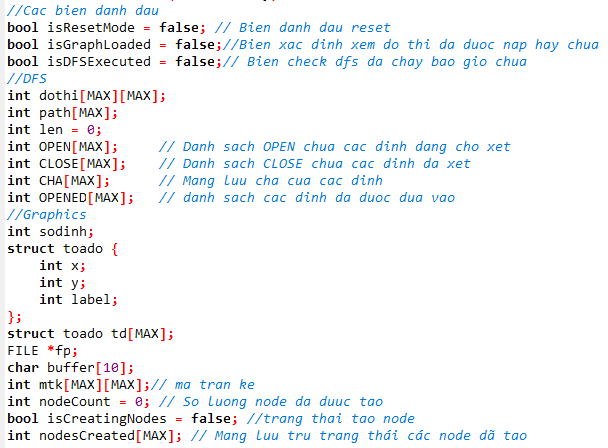 //Cac bien danh dau
bool isResetMode = false; // Bien danh dau reset
bool isGraphLoaded = false;//Bien xac dinh xem do thi da duoc nap hay chua
bool isDFSExecuted = false;// Bien check dfs da chay bao gio chua
//DFS
int dothi[MAX][MAX];
int path[MAX];
int len = 0;
int OPEN[MAX];     // Danh sach OPEN chua cac dinh dang cho xet
int CLOSE[MAX];    // Danh sach CLOSE chua cac dinh da xet
int CHA[MAX];      // Mang luu cha cua cac dinh
int OPENED[MAX];   // danh sach cac dinh da duoc dua vao
//Graphics
int sodinh;
struct toado {
    int x;
    int y;
    int label;
};
struct toado td[MAX];
FILE *fp;
char buffer[10];
int mtk[MAX][MAX];// ma tran ke
int nodeCount = 0; // So luong node da duuc tao
bool isCreatingNodes = false; //trang thai tao node
int nodesCreated[MAX]; // Mang luu tru trang thái các node dã tao